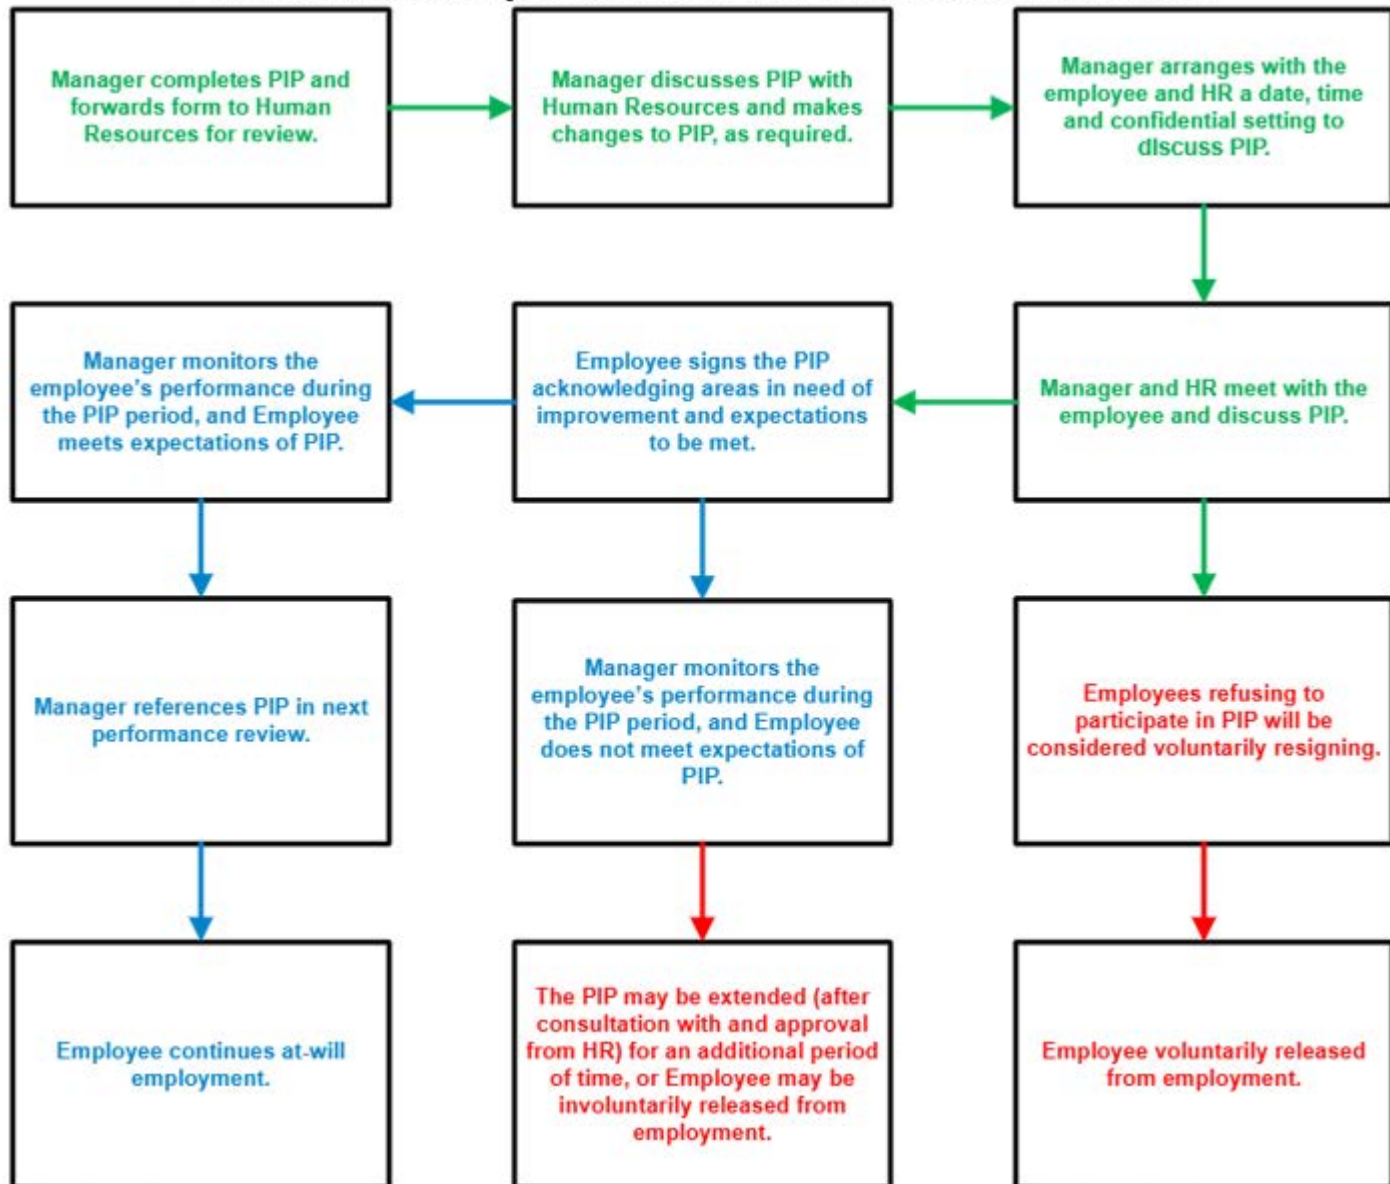 Manager completes PIP and
forwards form to Human
Resources for review.
Manager discusses PIP with
Human Resources and makes
changes to PIP, as required.
Manager arranges with the
employee and HR a date, time
and confidential setting to
discuss PIP.
Manager monitors the
employee's performance during
the PIP period, and Employee
meets expectations of PIP.
Employee signs the PIP
acknowledging areas in need of
improvement and expectations
to be met.
Manager and HR meet with the
employee and discuss PIP.
Manager references PIP in next
performance review.
Manager monitors the
employee's performance during
the PIP period, and Employee
does not meet expectations of
PIP.
Employees refusing to
participate in PIP will be
considered voluntarily resigning.
Employee continues at-will
employment.
The PIP may be extended (after
consultation with and approval
from HR) for an additional period
of time, or Employee may be
involuntarily released from
employment.
Employee voluntarily released
from employment.